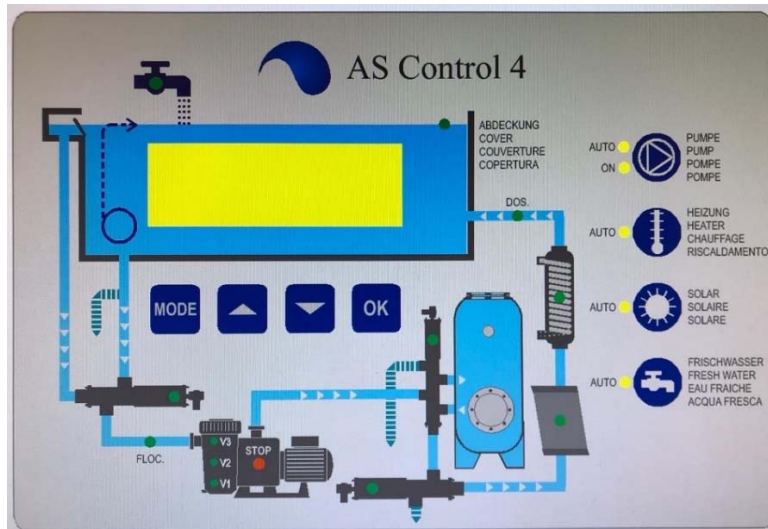 AS Control 4
ABDECKUNG
COVER
COUVERTURE
COPERTURA
AUTO
ON
PUMPE
PUMP
POMPE
POMPE
DOS.
AUTO
HEIZUNG
HEATER
CHAUFFAGE
RISCALDAMENTO
MODE
OK
AUTO
SOLAR
SOLAIRE
SOLARE
AUTO
FRISCHWASSER
FRESH WATER
EAU FRAICHE
ACQUA FRESCA
FLOC.
V3
V2
V1
STOP